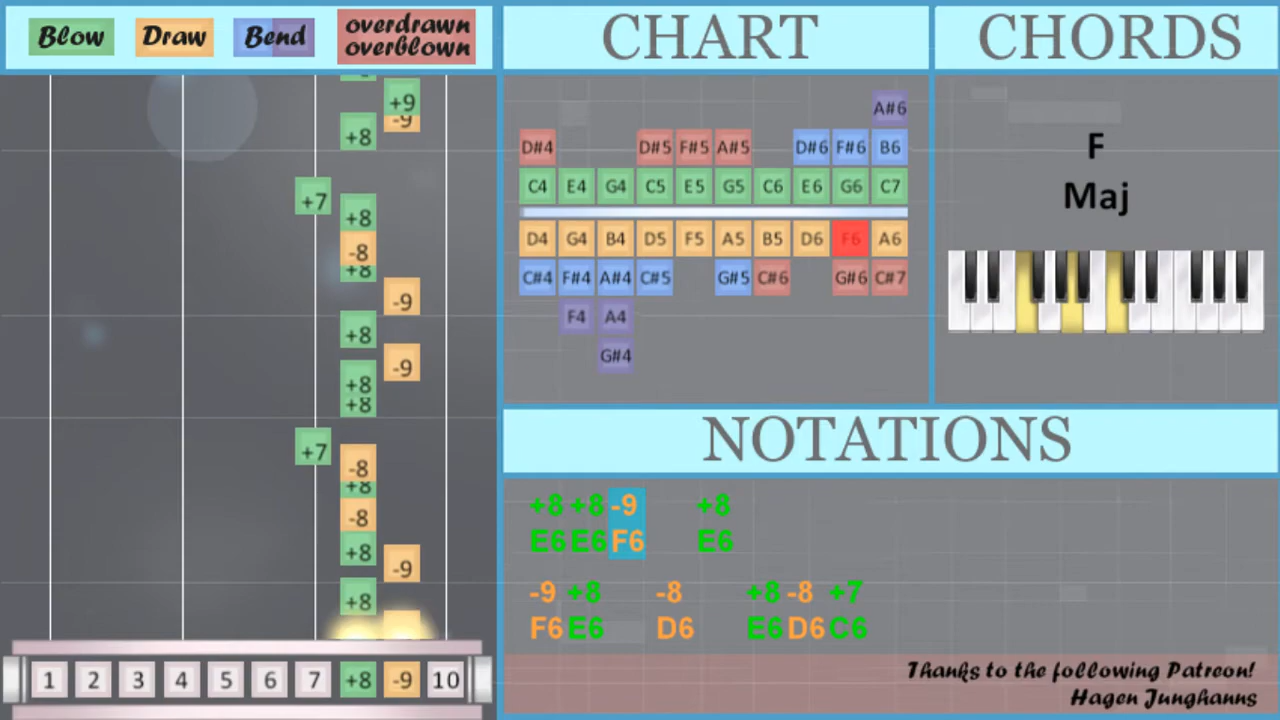 Blow Draw Bend overdrawn
overblown
CHART
CHORDS
+9
-9
+8
+7
+8
-8
+8
-9
+8
-9
+8
+8
+7
-8
+8
-8
+8
-9
+8
1 2 3 4 5 6 7 +8 -9 10
A#6
D#4 D#5 F#5 A#5 D#6 F#6 B6
C4 E4 G4 C5 E5 G5 C6 E6 G6 C7
D4 G4 B4 D5 F5 A5 B5 D6 F6 A6
C#4 F#4 A#4 C#5 G#5 C#6 G#6 C#7
F4 A4
G#4
F
Maj
NOTATIONS
+8 +8 -9 +8
E6 E6 F6 E6
-9 +8 -8 +8 -8 +7
F6 E6 D6 E6 D6 C6
Thanks to the following Patreon!
Hagen Junghanns